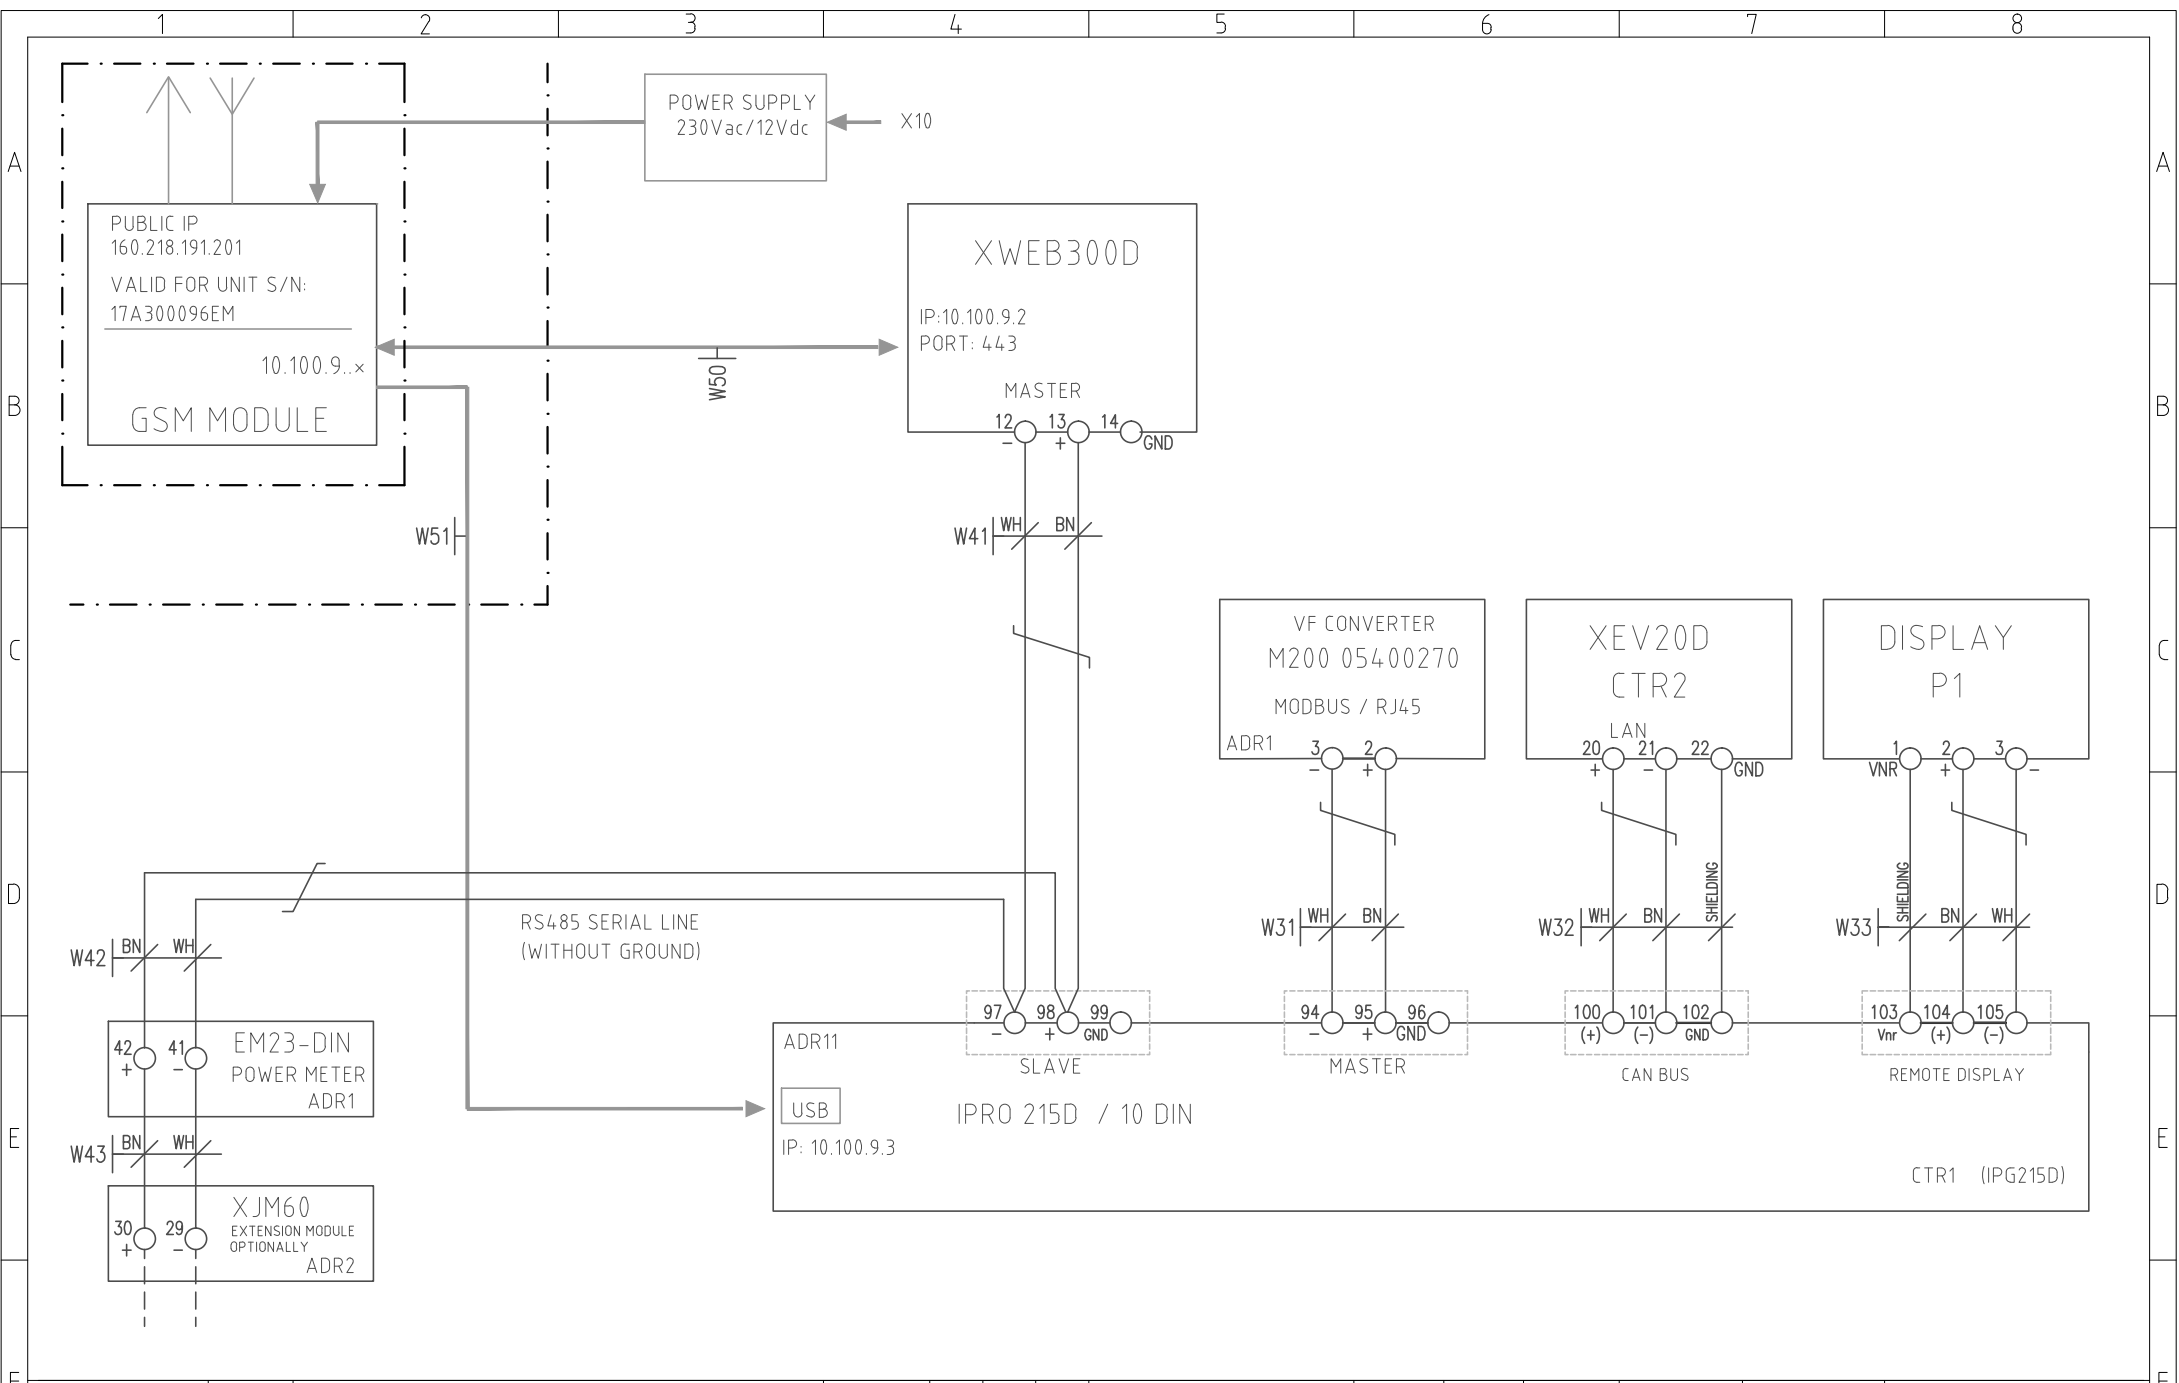 1 2 3 4 5 6 7 8
A A
B B
C C
D D
E E
POWER SUPPLY
230Vac/12Vdc
X10
PUBLIC IP
160.218.191.201
VALID FOR UNIT S/N:
17A300096EM
10.100.9..x
GSM MODULE
W50
W51
XWEB300D
IP:10.100.9.2
PORT: 443
MASTER
12 13 14
- + GND
W41 WH BN
VF CONVERTER
M200 05400270
MODBUS / RJ45
ADR1 3 2
- +
XEV20D
CTR2
LAN
20 21 22
+ - GND
DISPLAY
P1
1 2 3
VNR + -
RS485 SERIAL LINE
(WITHOUT GROUND)
W42 BN WH
W31 WH BN
W32 WH BN SHIELDING
W33 SHIELDING BN WH
EM23-DIN
POWER METER
ADR1
42 41
+ -
W43 BN WH
XJM60
EXTENSION MODULE
OPTIONALLY
ADR2
30 29
+ -
97 98 99
- + GND
SLAVE
94 95 96
- + GND
MASTER
100 101 102
(+) (-) GND
CAN BUS
103 104 105
Vnr (+) (-)
REMOTE DISPLAY
ADR11
USB
IP: 10.100.9.3
IPRO 215D / 10 DIN
CTR1 (IPG215D)